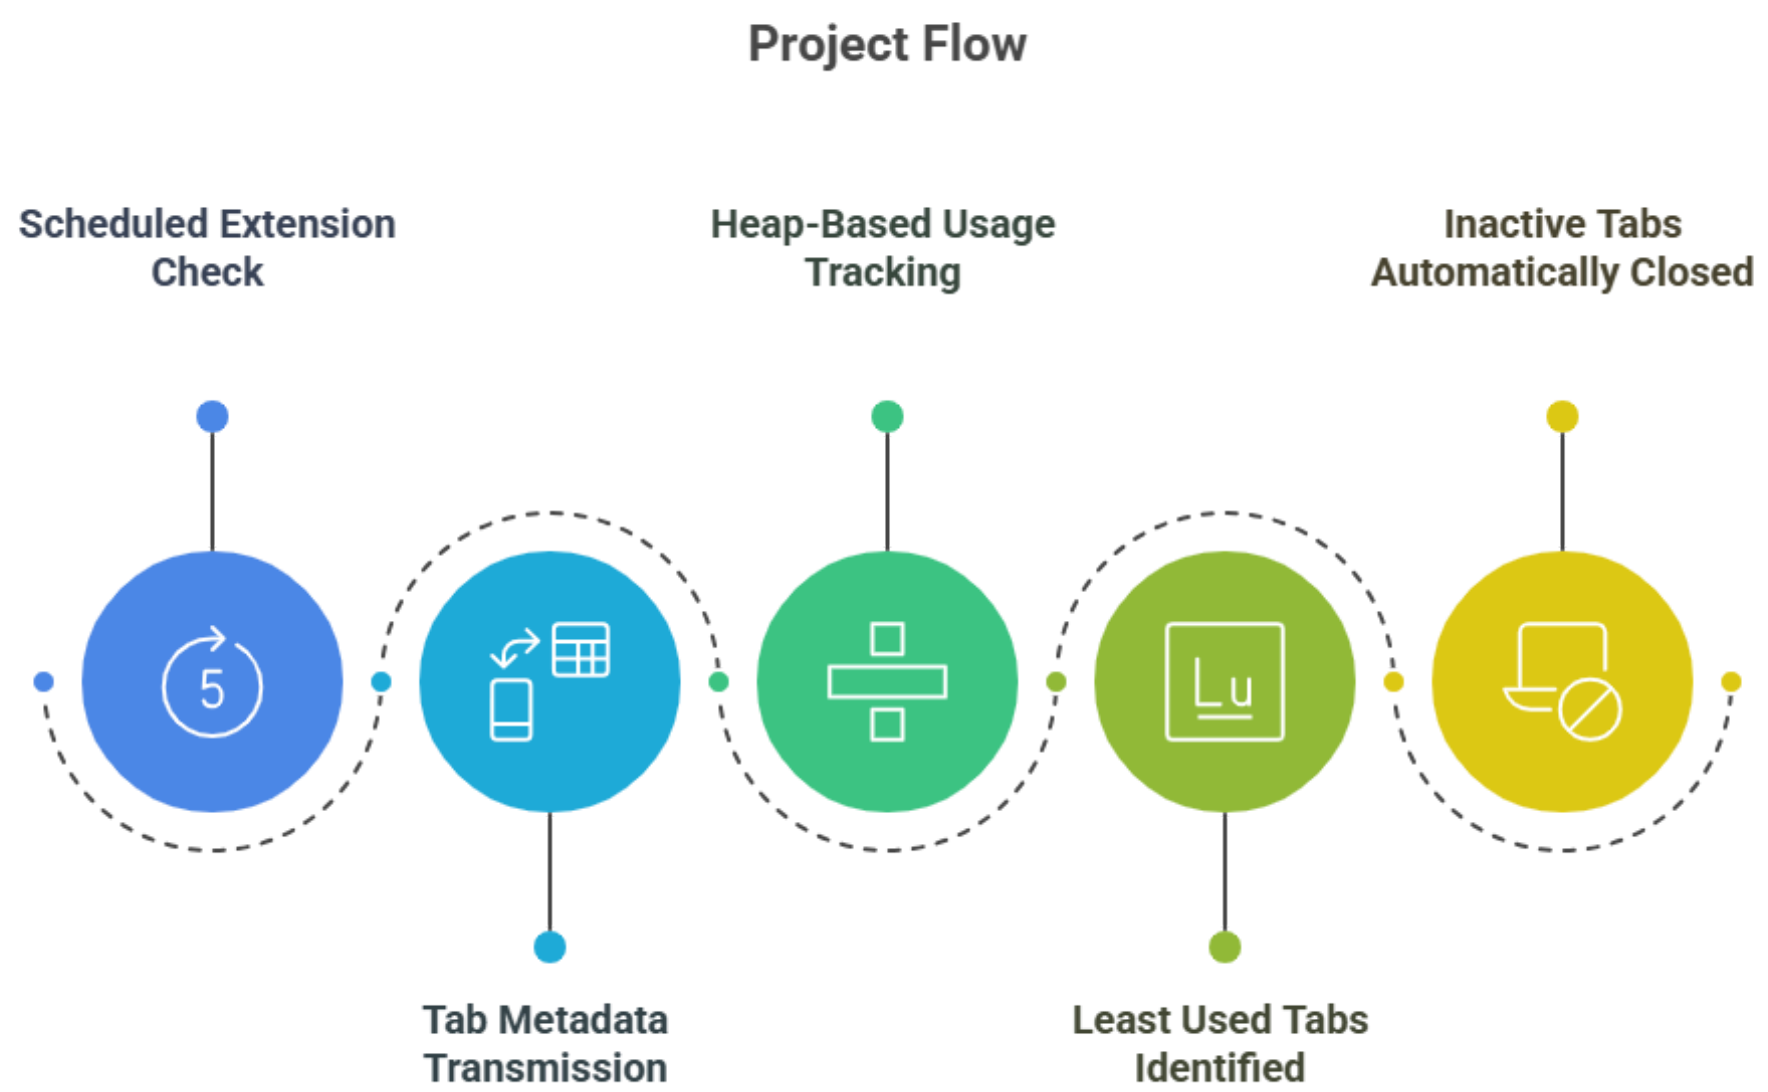 Project Flow
Scheduled Extension
Check
Heap-Based Usage
Tracking
Inactive Tabs
Automatically Closed
5
Lu
Tab Metadata
Transmission
Least Used Tabs
Identified